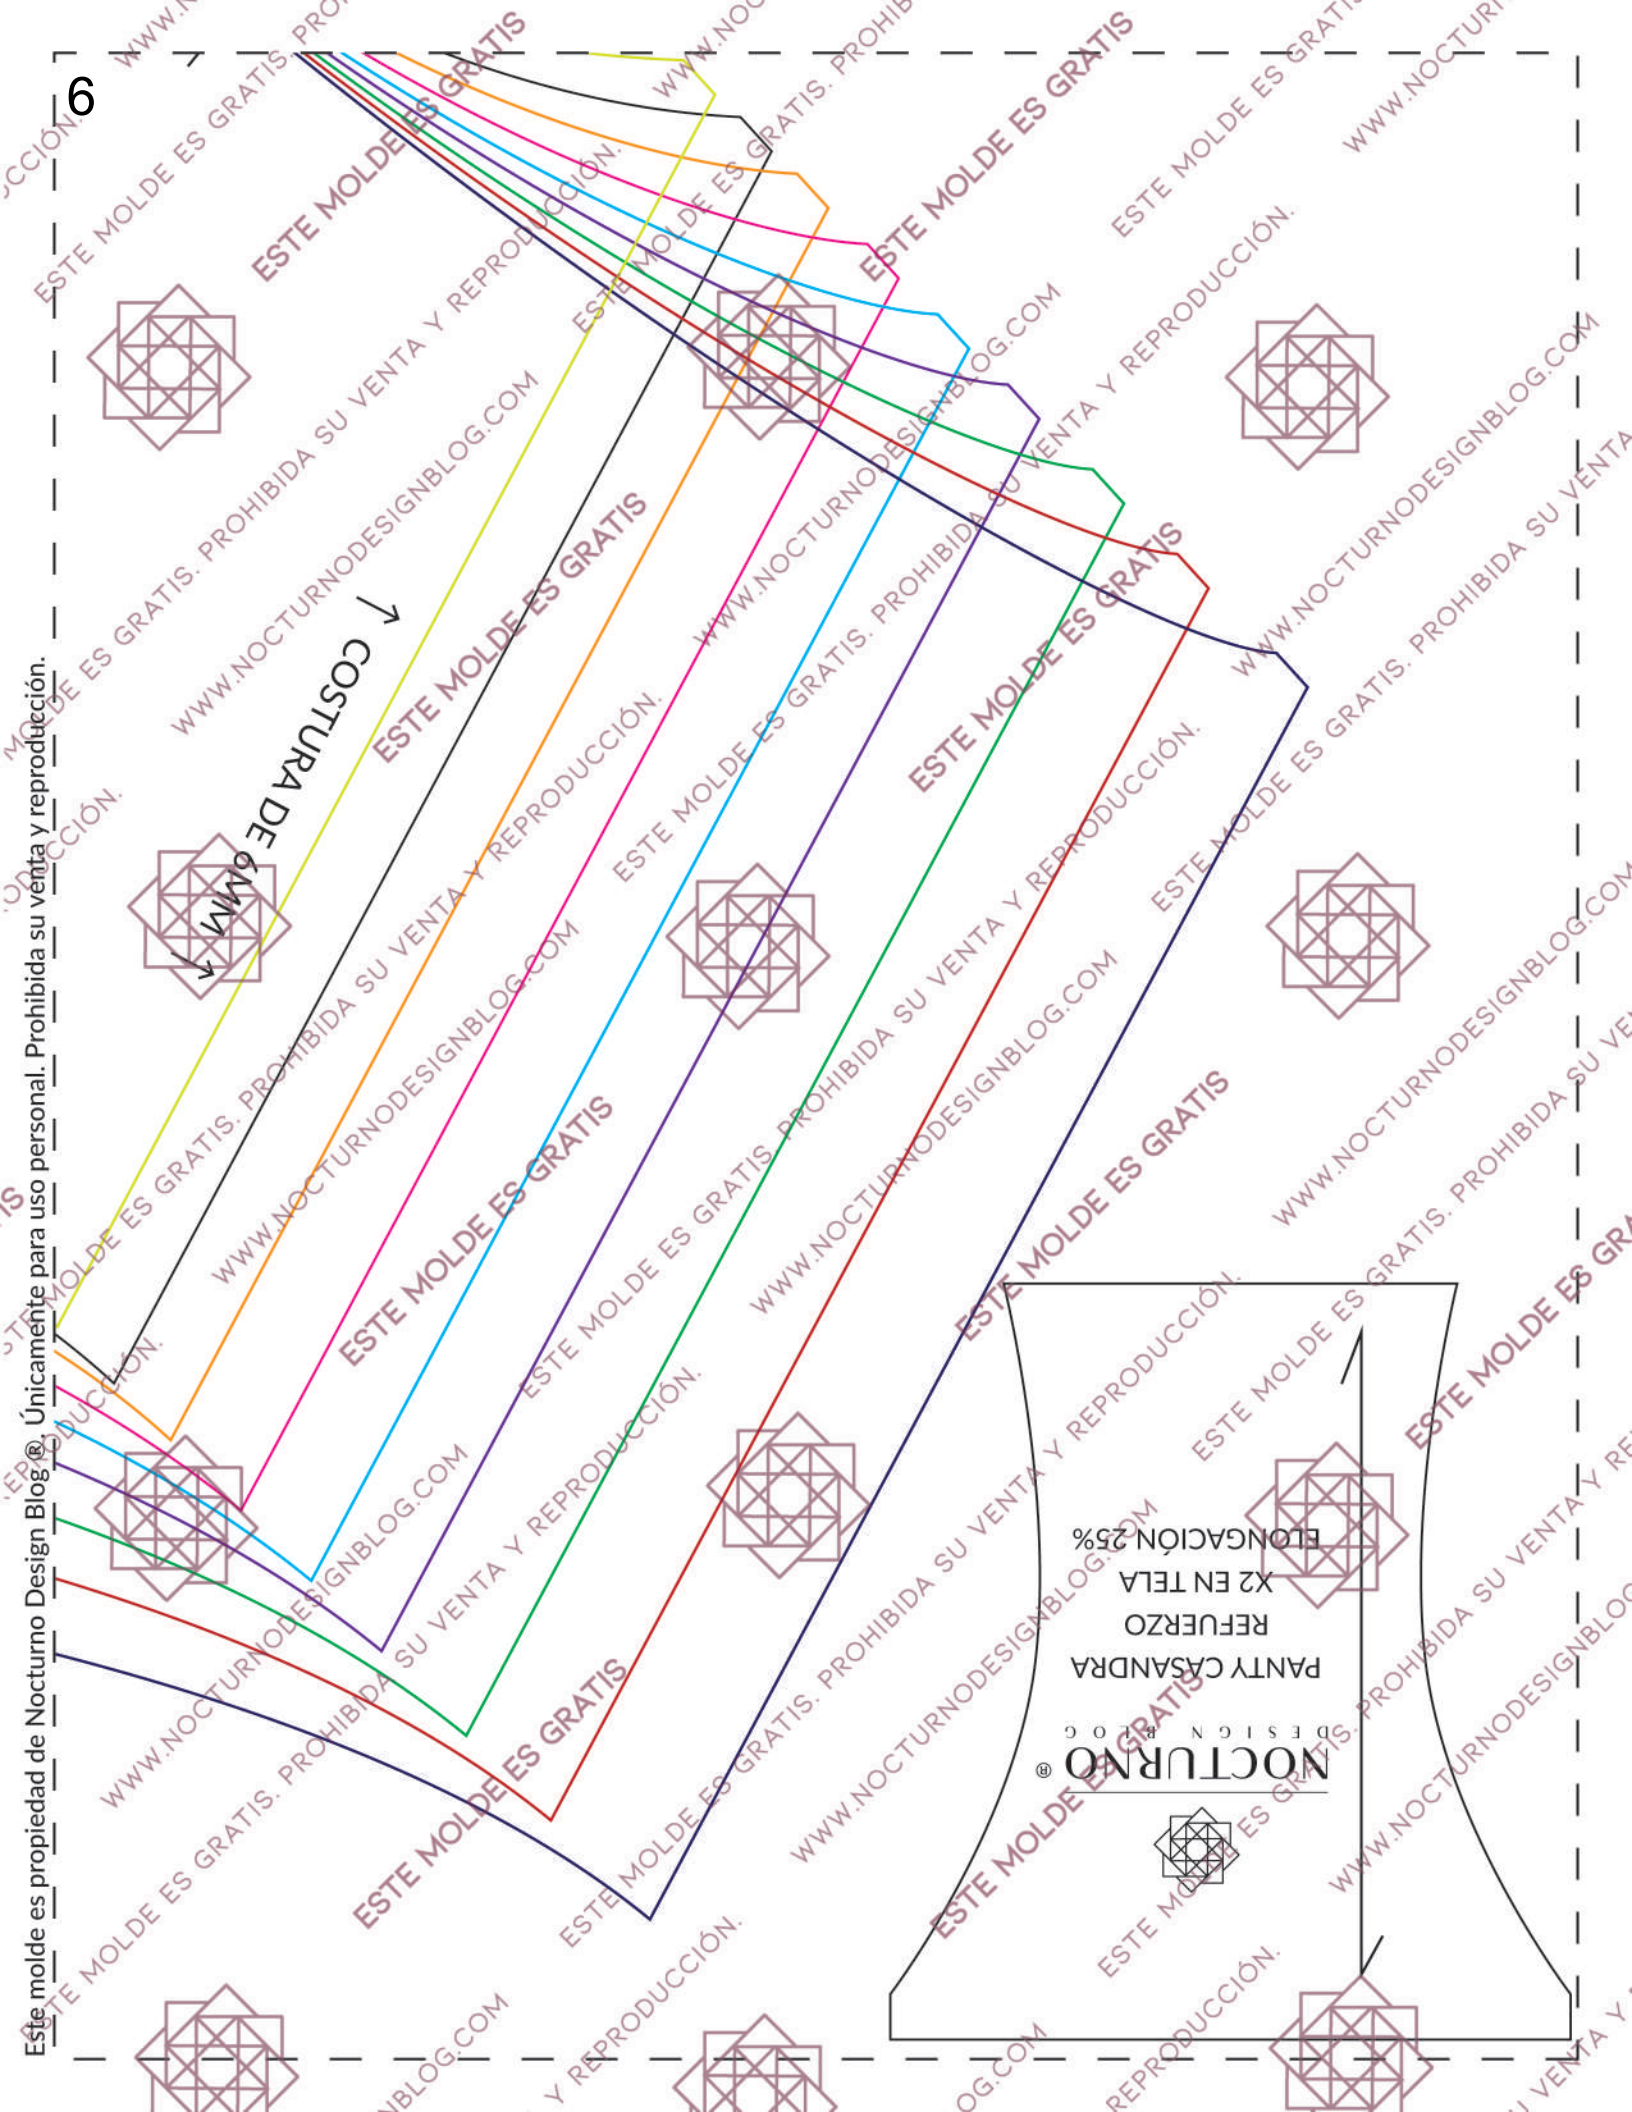 6
Este molde es propiedad de Nocturno Design Blog®. Únicamente para uso personal. Prohibida su venta y reproducción.
COSTURA DE 6MM
NOCTURNO ®
DESIGN BLOG
PANTY CASANDRA
REFUERZO
X2 EN TELA
ELONGACIÓN 25%
ESTE MOLDE ES GRATIS
ESTE MOLDE ES GRATIS. PROHIBIDA SU VENTA Y REPRODUCCIÓN.
WWW.NOCTURNODESIGNBLOG.COM